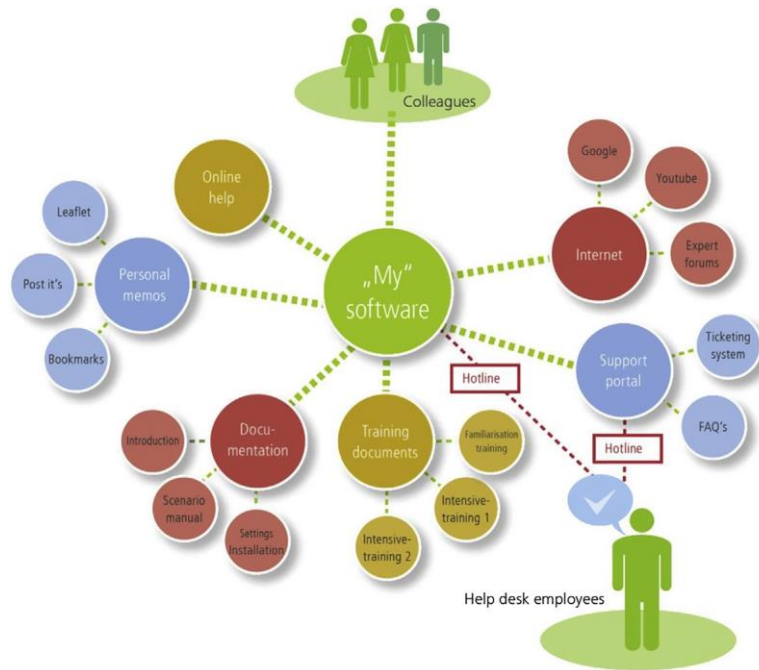 Colleagues
Online
help
Google
Youtube
Expert
forums
Internet
Leaflet
Post it's
Bookmarks
Personal
memos
„My“
software
Ticketing
system
FAQ's
Support
portal
Hotline
Hotline
Docu-
mentation
Introduction
Scenario
manual
Settings
Installation
Training
documents
Familiarisation
training
Intensive-
training 1
Intensive-
training 2
Help desk employees